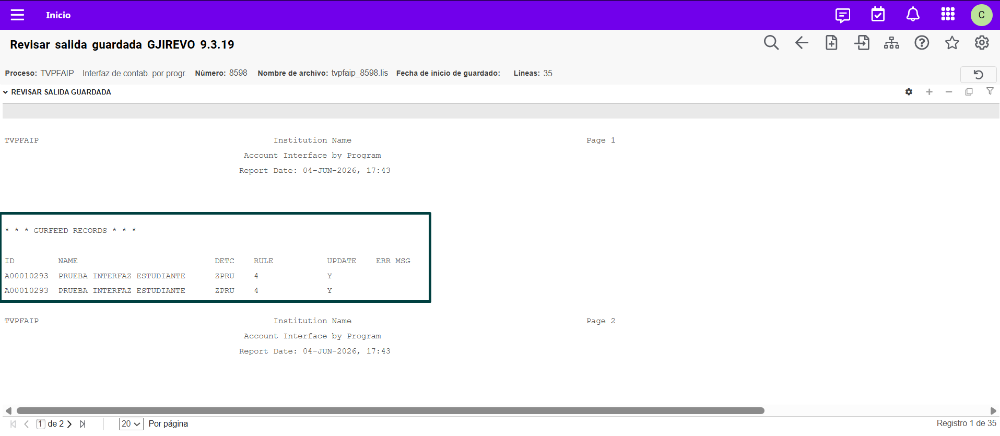 Inicio
C
Revisar salida guardada GJIREVO 9.3.19
Proceso: TVPFAIP Interfaz de contab. por progr. Número: 8598 Nombre de archivo: tvpfaip_8598.lis Fecha de inicio de guardado: Líneas: 35
REVISAR SALIDA GUARDADA
TVPFAIP Institution Name Page 1
Account Interface by Program
Report Date: 04-JUN-2026, 17:43
* * * GURFEED RECORDS * * *
ID NAME DETC RULE UPDATE ERR MSG
A00010293 PRUEBA INTERFAZ ESTUDIANTE ZPRU 4 Y
A00010293 PRUEBA INTERFAZ ESTUDIANTE ZPRU 4 Y
TVPFAIP Institution Name Page 2
Account Interface by Program
Report Date: 04-JUN-2026, 17:43
1 de 2 20 Por página Registro 1 de 35